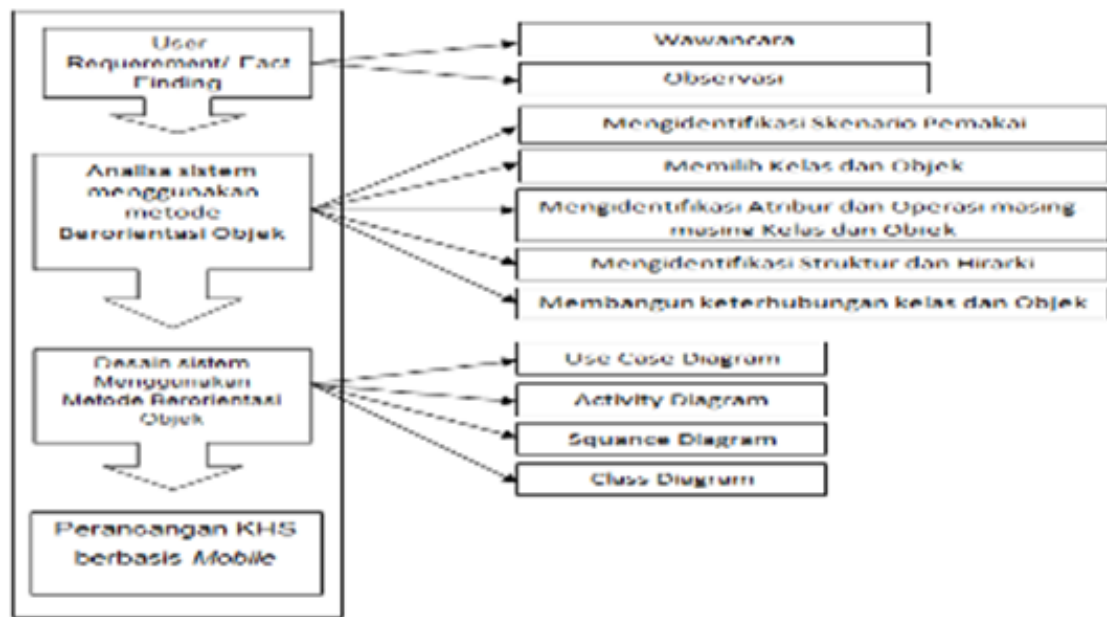 User
Requerement/ Fact
Finding
Wawancara
Observasi
Analisa sistem
menggunakan
metode
Berorientasi Objek
Mengidentifikasi Skenario Pemakai
Memilih Kelas dan Objek
Mengidentifikasi Atribur dan Operasi masing
masing Kelas dan Objek
Mengidentifikasi Struktur dan Hirarki
Membangun keterhubungan kelas dan Objek
Desain sistem
Menggunakan
Metode Berorientasi
Objek
Use Case Diagram
Activity Diagram
Squance Diagram
Class Diagram
Perancangan KHS
berbasis Mobile